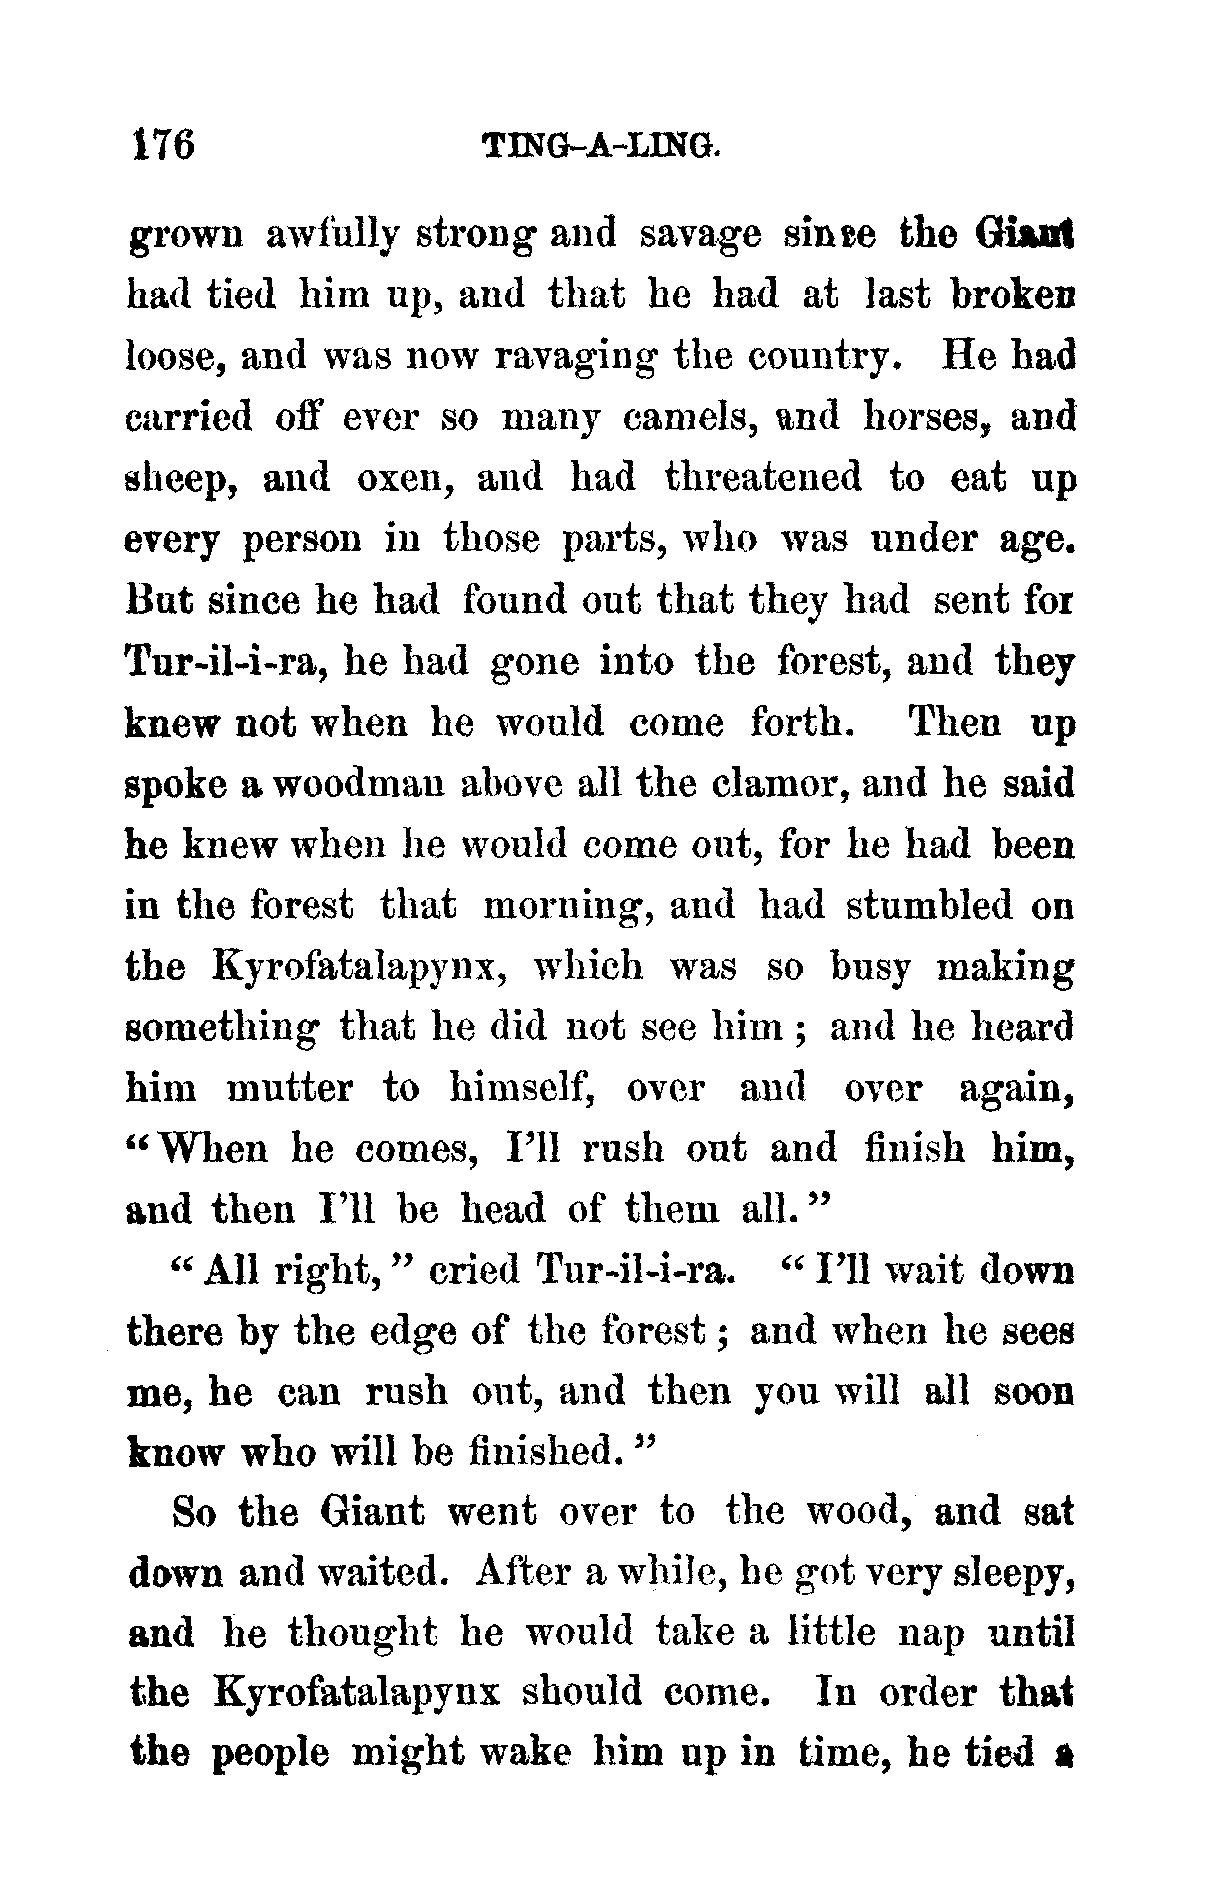 176 TING-A-LING.
grown awfully strong and savage since the Giant
had tied him up, and that he had at last broken
loose, and was now ravaging the country. He had
carried off ever so many camels, and horses, and
sheep, and oxen, and had threatened to eat up
every person in those parts, who was under age.
But since he had found out that they had sent for
Tur-il-i-ra, he had gone into the forest, and they
knew not when he would come forth. Then up
spoke a woodman above all the clamor, and he said
he knew when he would come out, for he had been
in the forest that morning, and had stumbled on
the Kyrofatalapynx, which was so busy making
something that he did not see him; and he heard
him mutter to himself, over and over again,
"When he comes, I'll rush out and finish him,
and then I'll be head of them all."
"All right," cried Tur-il-i-ra. "I'll wait down
there by the edge of the forest; and when he sees
me, he can rush out, and then you will all soon
know who will be finished."
So the Giant went over to the wood, and sat
down and waited. After a while, he got very sleepy,
and he thought he would take a little nap until
the Kyrofatalapynx should come. In order that
the people might wake him up in time, he tied a